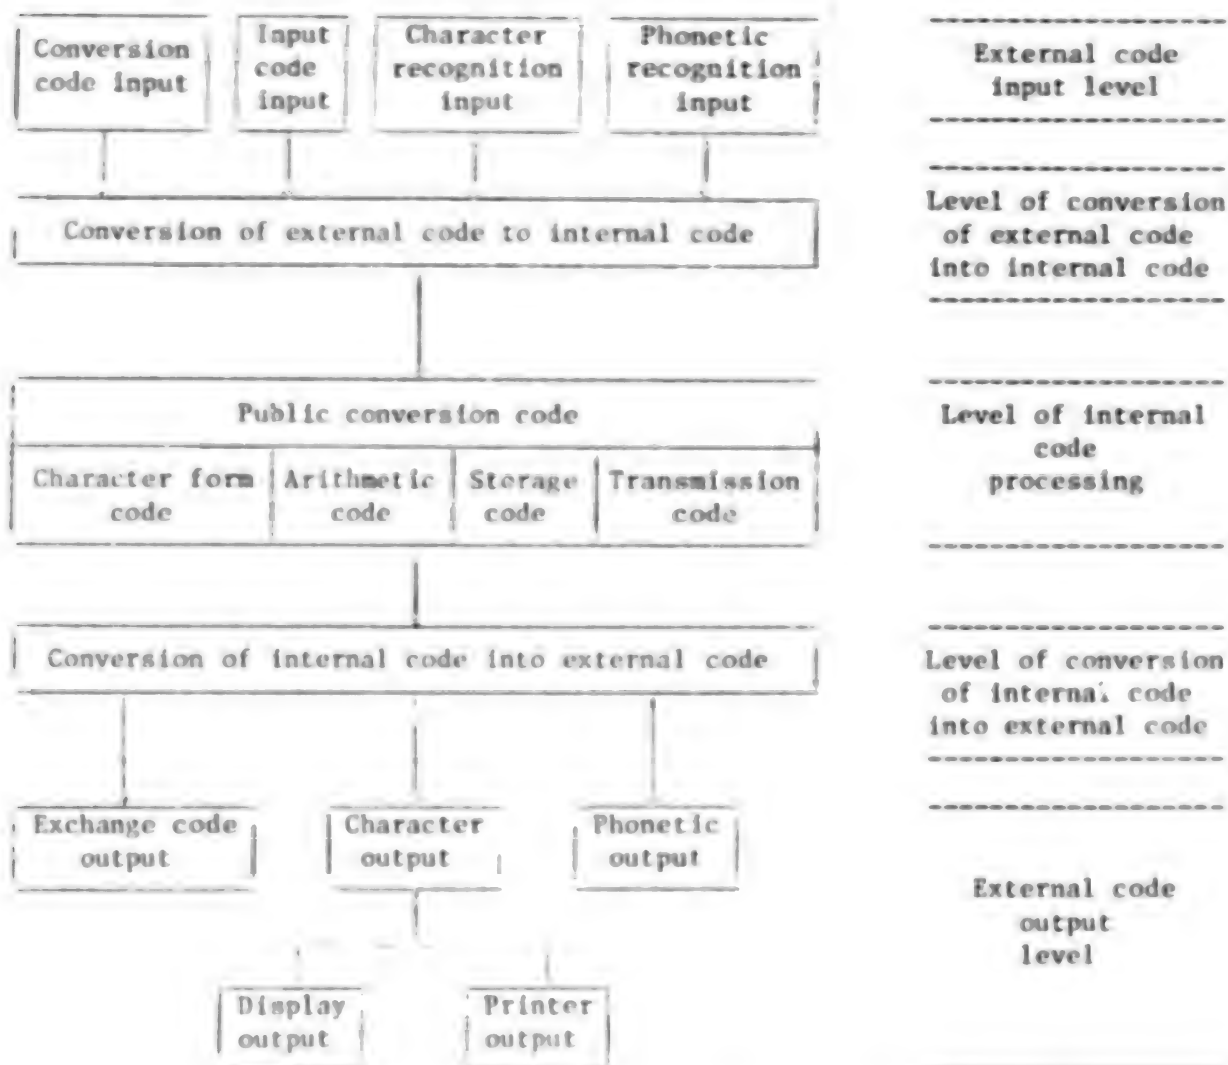 Conversion
code input
Input
code
input
Character
recognition
input
Phonetic
recognition
input
External code
input level
Conversion of external code to internal code
Level of conversion
of external code
into internal code
Public conversion code
Character form
code
Arithmetic
code
Storage
code
Transmission
code
Level of internal
code
processing
Conversion of internal code into external code
Level of conversion
of internal code
into external code
Exchange code
output
Character
output
Phonetic
output
External code
output
level
Display
output
Printer
output